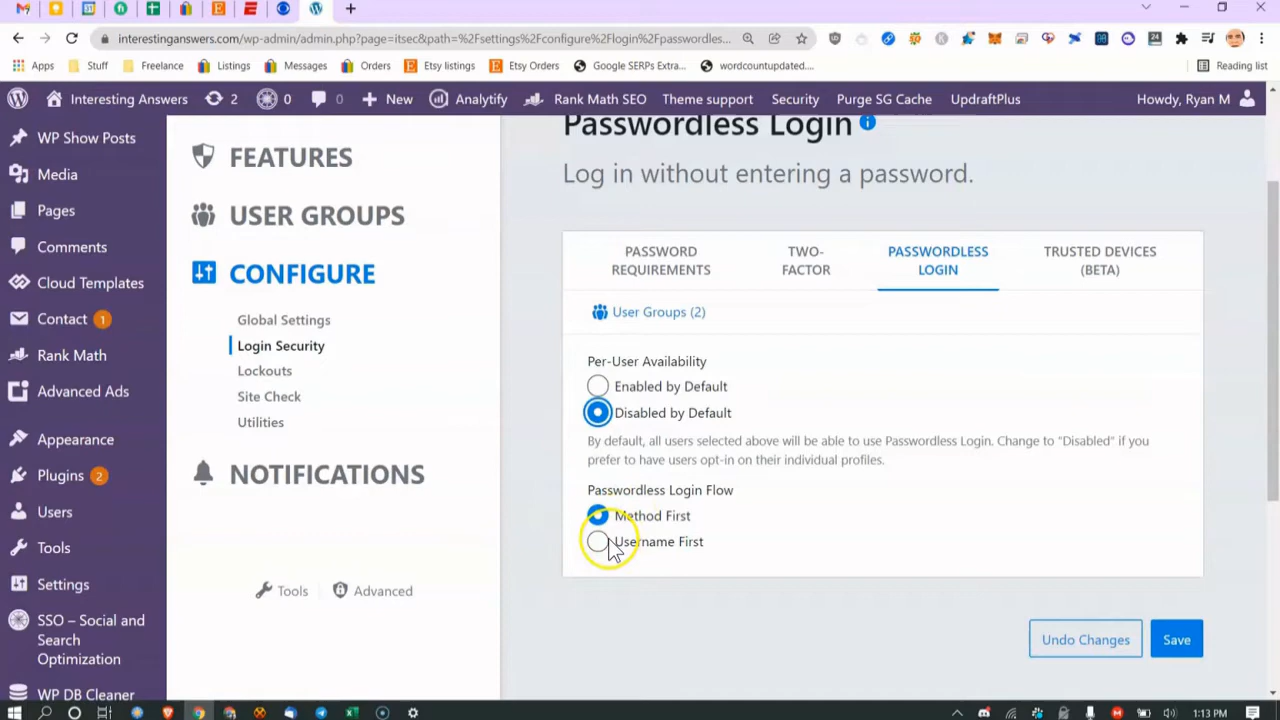 interestinganswers.com/wp-admin/admin.php?page=itsec&path=%2Fsettings%2Fconfigure%2Flogin%2Fpasswordles...
Apps Stuff Freelance Listings Messages Orders Etsy listings Etsy Orders Google SERPs Extra... wordcountupdated.... Reading list
Interesting Answers 2 0 0 New Analytify Rank Math SEO Theme support Security Purge SG Cache UpdraftPlus Howdy, Ryan M
WP Show Posts
Media
Pages
Comments
Cloud Templates
Contact 1
Rank Math
Advanced Ads
Appearance
Plugins 2
Users
Tools
Settings
SSO – Social and
Search
Optimization
WP DB Cleaner
FEATURES
USER GROUPS
CONFIGURE
Global Settings
Login Security
Lockouts
Site Check
Utilities
NOTIFICATIONS
Tools Advanced
Passwordless Login
Log in without entering a password.
PASSWORD
REQUIREMENTS
TWO-
FACTOR
PASSWORDLESS
LOGIN
TRUSTED DEVICES
(BETA)
User Groups (2)
Per-User Availability
Enabled by Default
Disabled by Default
By default, all users selected above will be able to use Passwordless Login. Change to "Disabled" if you
prefer to have users opt-in on their individual profiles.
Passwordless Login Flow
Method First
Username First
Undo Changes Save
1:13 PM